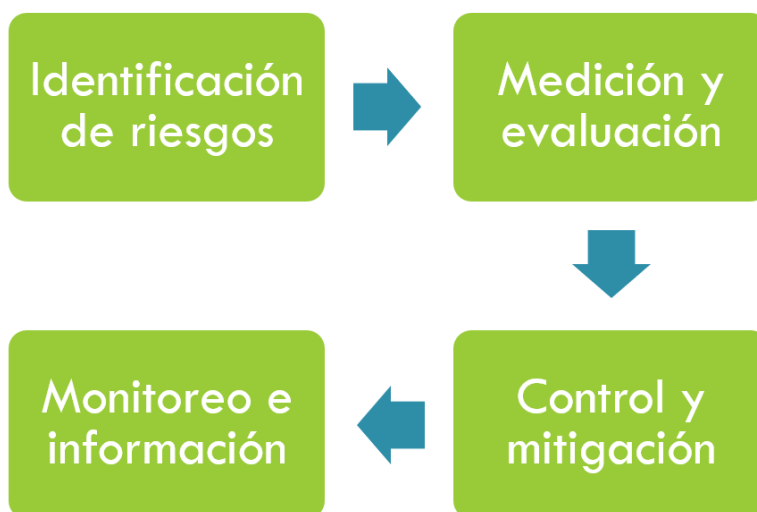 Identificación
de riesgos
Medición y
evaluación
Control y
mitigación
Monitoreo e
información